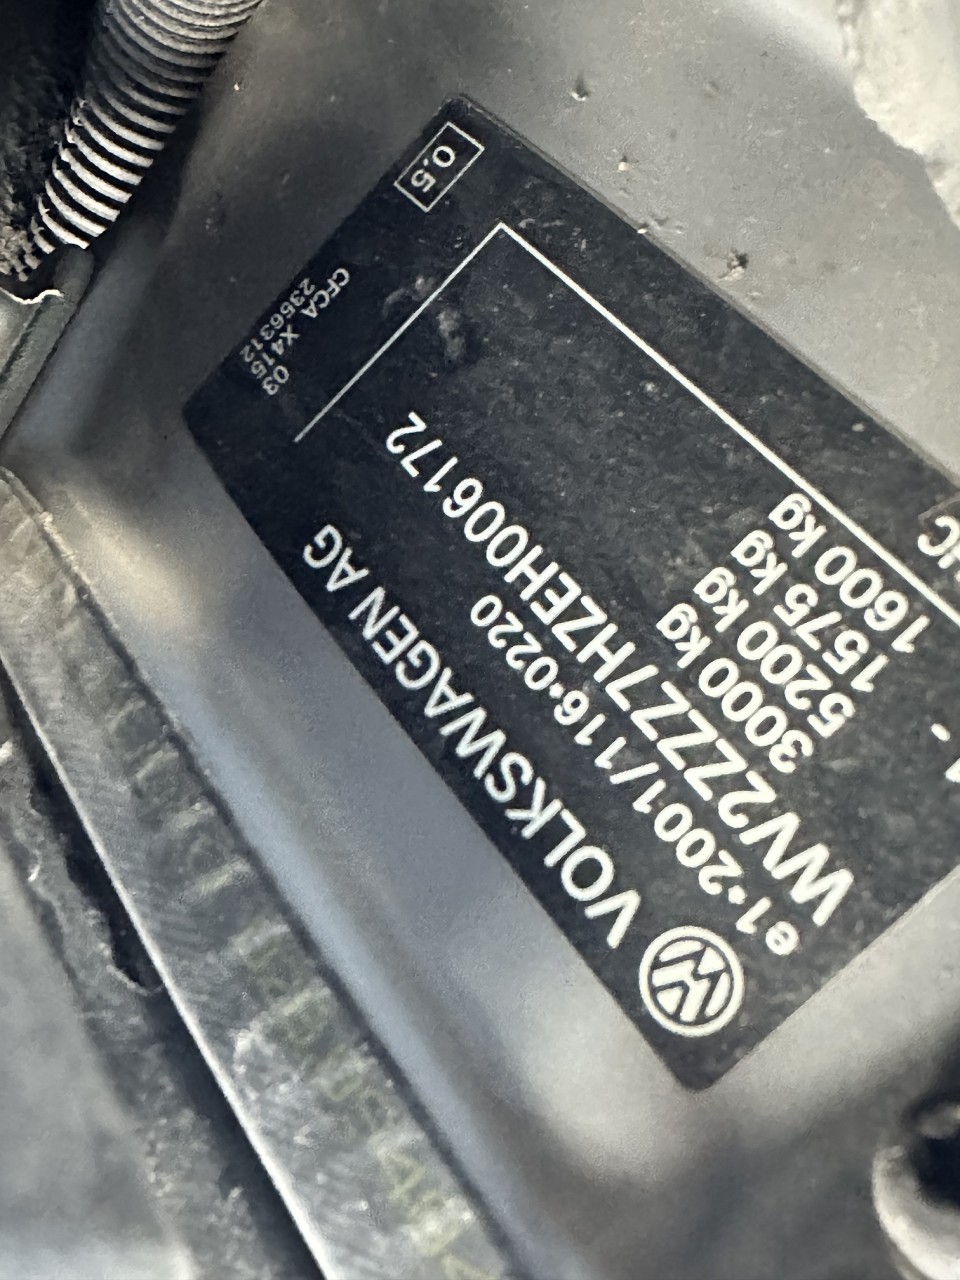 VOLKSWAGEN AG
e1*2001/116*0220
WV2ZZZ7HZEH006172
3000 kg
5200 kg
1575 kg
1600 kg
CFCA X415 03
2356312
0.5